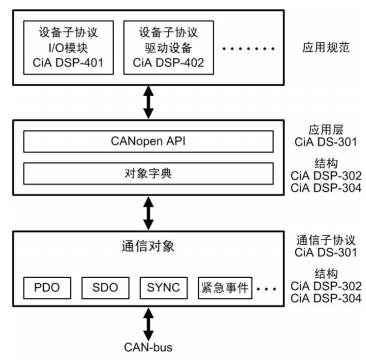 设备子协议
I/O模块
CiA DSP-401
设备子协议
驱动设备
CiA DSP-402
·······
应用规范
CANopen API
对象字典
应用层
CiA DS-301
结构
CiA DSP-302
CiA DSP-304
通信对象
PDO
SDO
SYNC
紧急事件
···
通信子协议
CiA DS-301
结构
CiA DSP-302
CiA DSP-304
CAN-bus